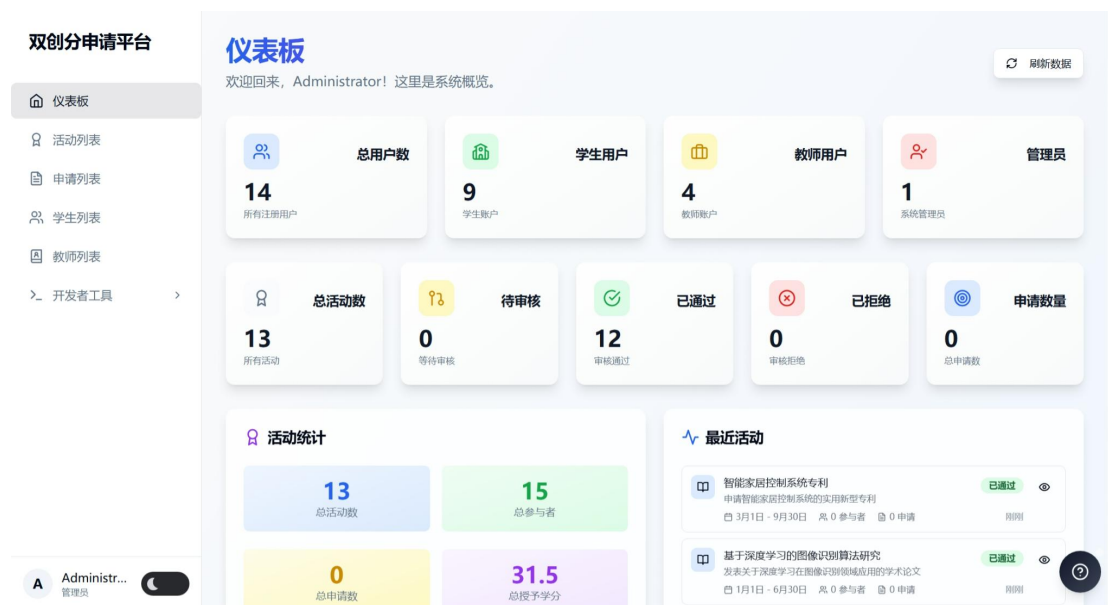 双创分申请平台
仪表板
活动列表
申请列表
学生列表
教师列表
开发者工具
A
Administr...
管理员
仪表板
欢迎回来，Administrator！这里是系统概览。
刷新数据
总用户数
14
所有注册用户
学生用户
9
学生账户
教师用户
4
教师账户
管理员
1
系统管理员
总活动数
13
所有活动
待审核
0
等待审核
已通过
12
审核通过
已拒绝
0
审核拒绝
申请数量
0
总申请数
活动统计
13
总活动数
15
总参与者
0
总申请数
31.5
总授予学分
最近活动
智能家居控制系统专利
已通过
申请智能家居控制系统的实用新型专利
3月1日 - 9月30日 0 参与者 0 申请
刚刚
基于深度学习的图像识别算法研究
已通过
发表关于深度学习在图像识别领域应用的学术论文
1月1日 - 6月30日 0 参与者 0 申请
刚刚